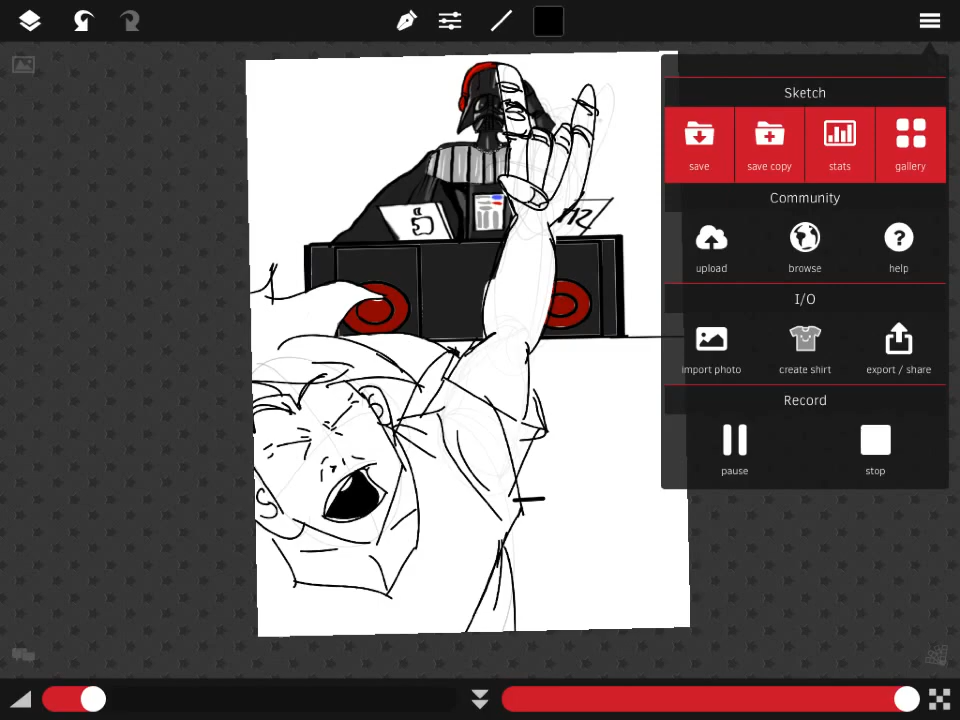 Sketch
save
save copy
stats
gallery
Community
upload
browse
help
I/O
import photo
create shirt
export / share
Record
pause
stop